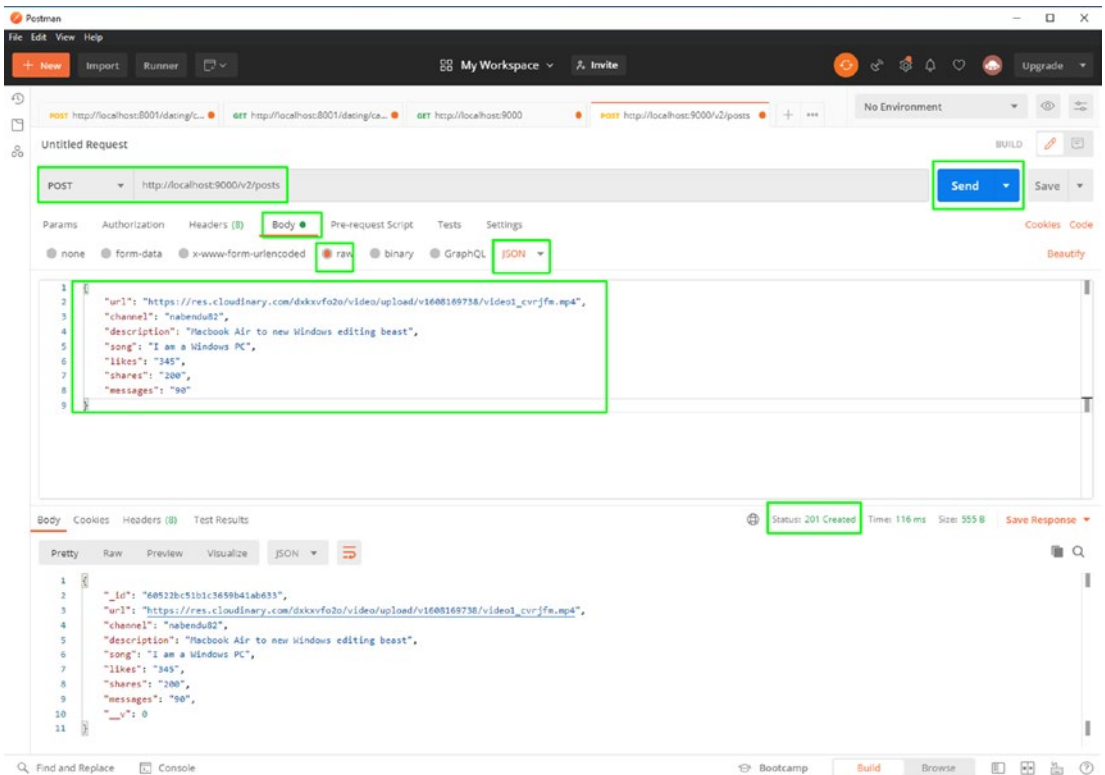 Postman
File Edit View Help
+ New Import Runner My Workspace Invite Upgrade
POST http://localhost:8001/dating/c... GET http://localhost:8001/dating/ca... GET http://localhost:9000 POST http://localhost:9000/v2/posts + ••• No Environment
Untitled Request BUILD
POST http://localhost:9000/v2/posts Send Save
Params Authorization Headers (8) Body Pre-request Script Tests Settings Cookies Code
none form-data x-www-form-urlencoded raw binary GraphQL JSON Beautify
1 {
2 "url": "https://res.cloudinary.com/dxkxvfo2o/video/upload/v1608169738/video1_cvrjfm.mp4",
3 "channel": "nabendu82",
4 "description": "Macbook Air to new Windows editing beast",
5 "song": "I am a Windows PC",
6 "likes": "345",
7 "shares": "200",
8 "messages": "90"
9 }
Body Cookies Headers (8) Test Results Status: 201 Created Time: 116 ms Size: 555 B Save Response
Pretty Raw Preview Visualize JSON
1 {
2 "_id": "60522bc51b1c3659b41ab633",
3 "url": "https://res.cloudinary.com/dxkxvfo2o/video/upload/v1608169738/video1_cvrjfm.mp4",
4 "channel": "nabendu82",
5 "description": "Macbook Air to new Windows editing beast",
6 "song": "I am a Windows PC",
7 "likes": "345",
8 "shares": "200",
9 "messages": "90",
10 "__v": 0
11 }
Find and Replace Console Bootcamp Build Browse